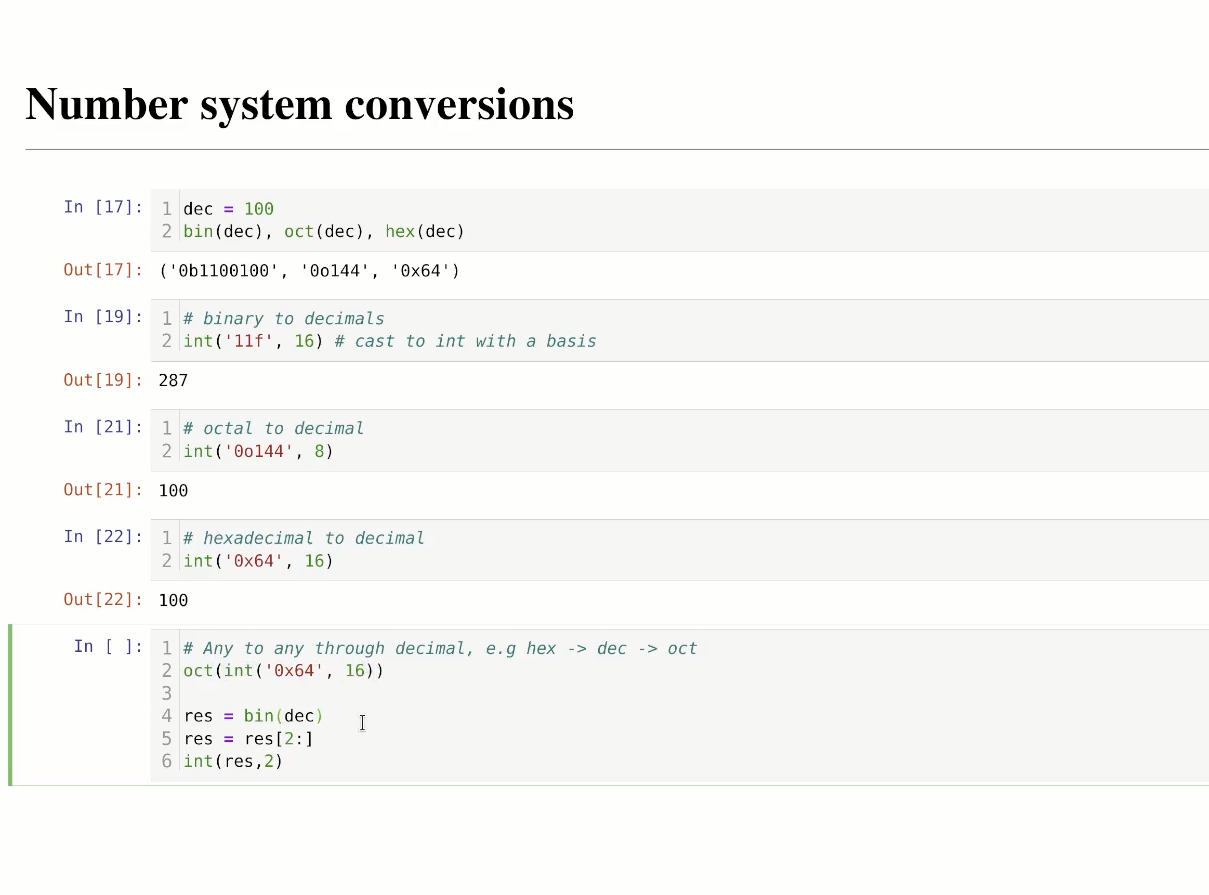 Number system conversions
In [17]:
1 dec = 100
2 bin(dec), oct(dec), hex(dec)
Out[17]: ('0b1100100', '0o144', '0x64')
In [19]:
1 # binary to decimals
2 int('11f', 16) # cast to int with a basis
Out[19]: 287
In [21]:
1 # octal to decimal
2 int('0o144', 8)
Out[21]: 100
In [22]:
1 # hexadecimal to decimal
2 int('0x64', 16)
Out[22]: 100
In [ ]:
1 # Any to any through decimal, e.g hex -> dec -> oct
2 oct(int('0x64', 16))
3
4 res = bin(dec)
5 res = res[2:]
6 int(res,2)